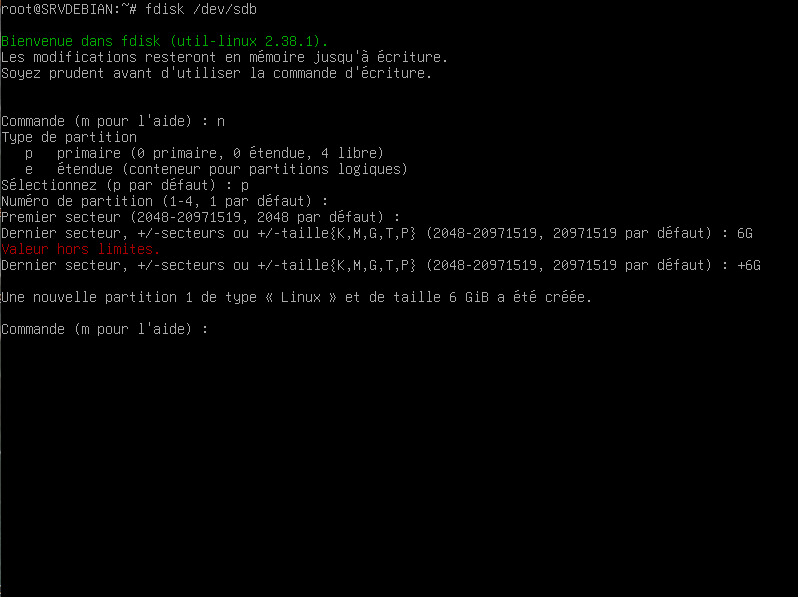 root@SRVDEBIAN:~# fdisk /dev/sdb
Bienvenue dans fdisk (util-linux 2.38.1).
Les modifications resteront en mémoire jusqu'à écriture.
Soyez prudent avant d'utiliser la commande d'écriture.
Commande (m pour l'aide) : n
Type de partition
   p   primaire (0 primaire, 0 étendue, 4 libre)
   e   étendue (conteneur pour partitions logiques)
Sélectionnez (p par défaut) : p
Numéro de partition (1-4, 1 par défaut) :
Premier secteur (2048-20971519, 2048 par défaut) :
Dernier secteur, +/-secteurs ou +/-taille{K,M,G,T,P} (2048-20971519, 20971519 par défaut) : 6G
Valeur hors limites.
Dernier secteur, +/-secteurs ou +/-taille{K,M,G,T,P} (2048-20971519, 20971519 par défaut) : +6G
Une nouvelle partition 1 de type « Linux » et de taille 6 GiB a été créée.
Commande (m pour l'aide) :